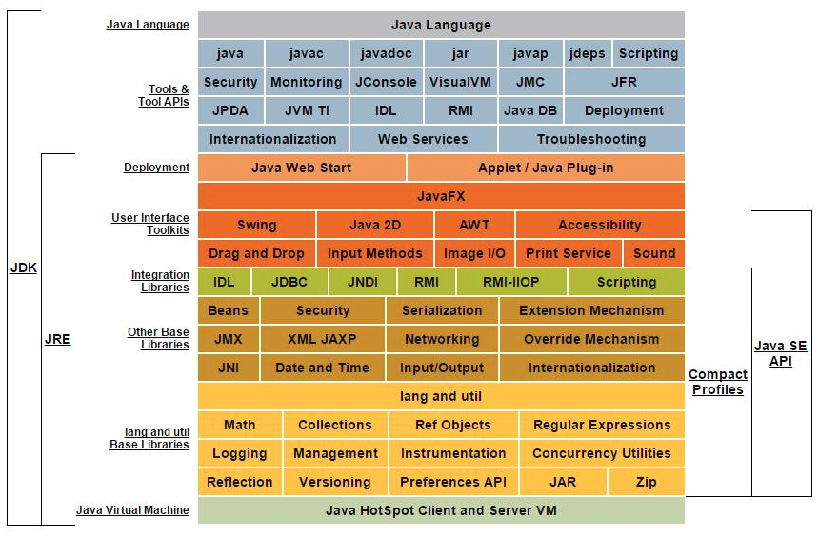 Java Language Java Language
java javac javadoc jar javap jdeps Scripting
Security Monitoring JConsole VisualVM JMC JFR
Tools &
Tool APIs
JPDA JVM TI IDL RMI Java DB Deployment
Internationalization Web Services Troubleshooting
Deployment Java Web Start Applet / Java Plug-in
JavaFX
User Interface
Toolkits
Swing Java 2D AWT Accessibility
Drag and Drop Input Methods Image I/O Print Service Sound
JDK
Integration
Libraries
IDL JDBC JNDI RMI RMI-IIOP Scripting
Beans Security Serialization Extension Mechanism
JRE
Other Base
Libraries
JMX XML JAXP Networking Override Mechanism
Java SE
API
JNI Date and Time Input/Output Internationalization
Compact
Profiles
lang and util
Math Collections Ref Objects Regular Expressions
lang and util
Base Libraries
Logging Management Instrumentation Concurrency Utilities
Reflection Versioning Preferences API JAR Zip
Java Virtual Machine Java HotSpot Client and Server VM